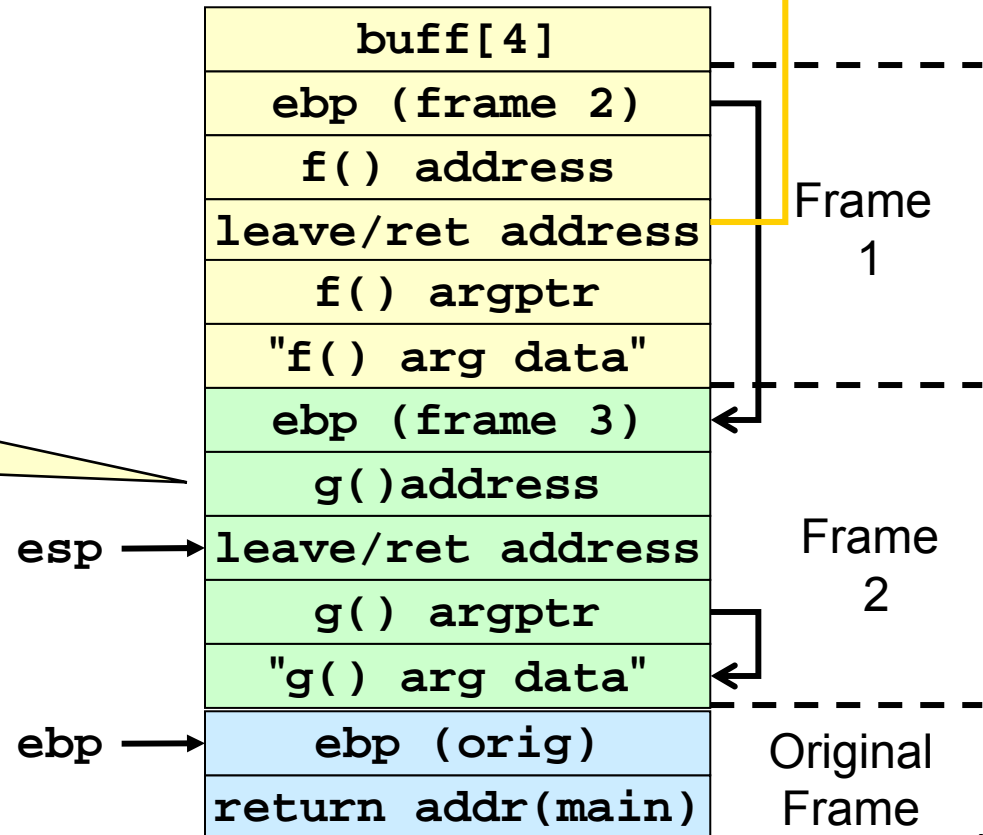 buff[4]
ebp (frame 2)
f() address
leave/ret address
f() argptr
"f() arg data"
Frame
1
ebp (frame 3)
g()address
esp
leave/ret address
g() argptr
"g() arg data"
Frame
2
ebp
ebp (orig)
return addr(main)
Original
Frame